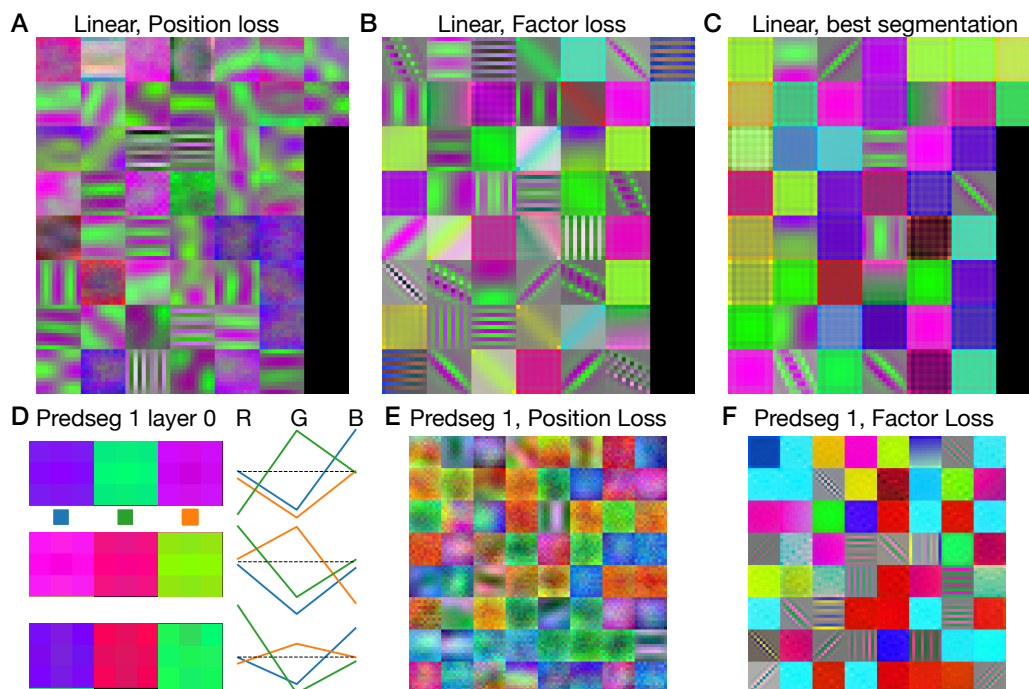 A Linear, Position loss
B Linear, Factor loss
C Linear, best segmentation
D Predseg 1 layer 0 R G B
E Predseg 1, Position Loss
F Predseg 1, Factor Loss